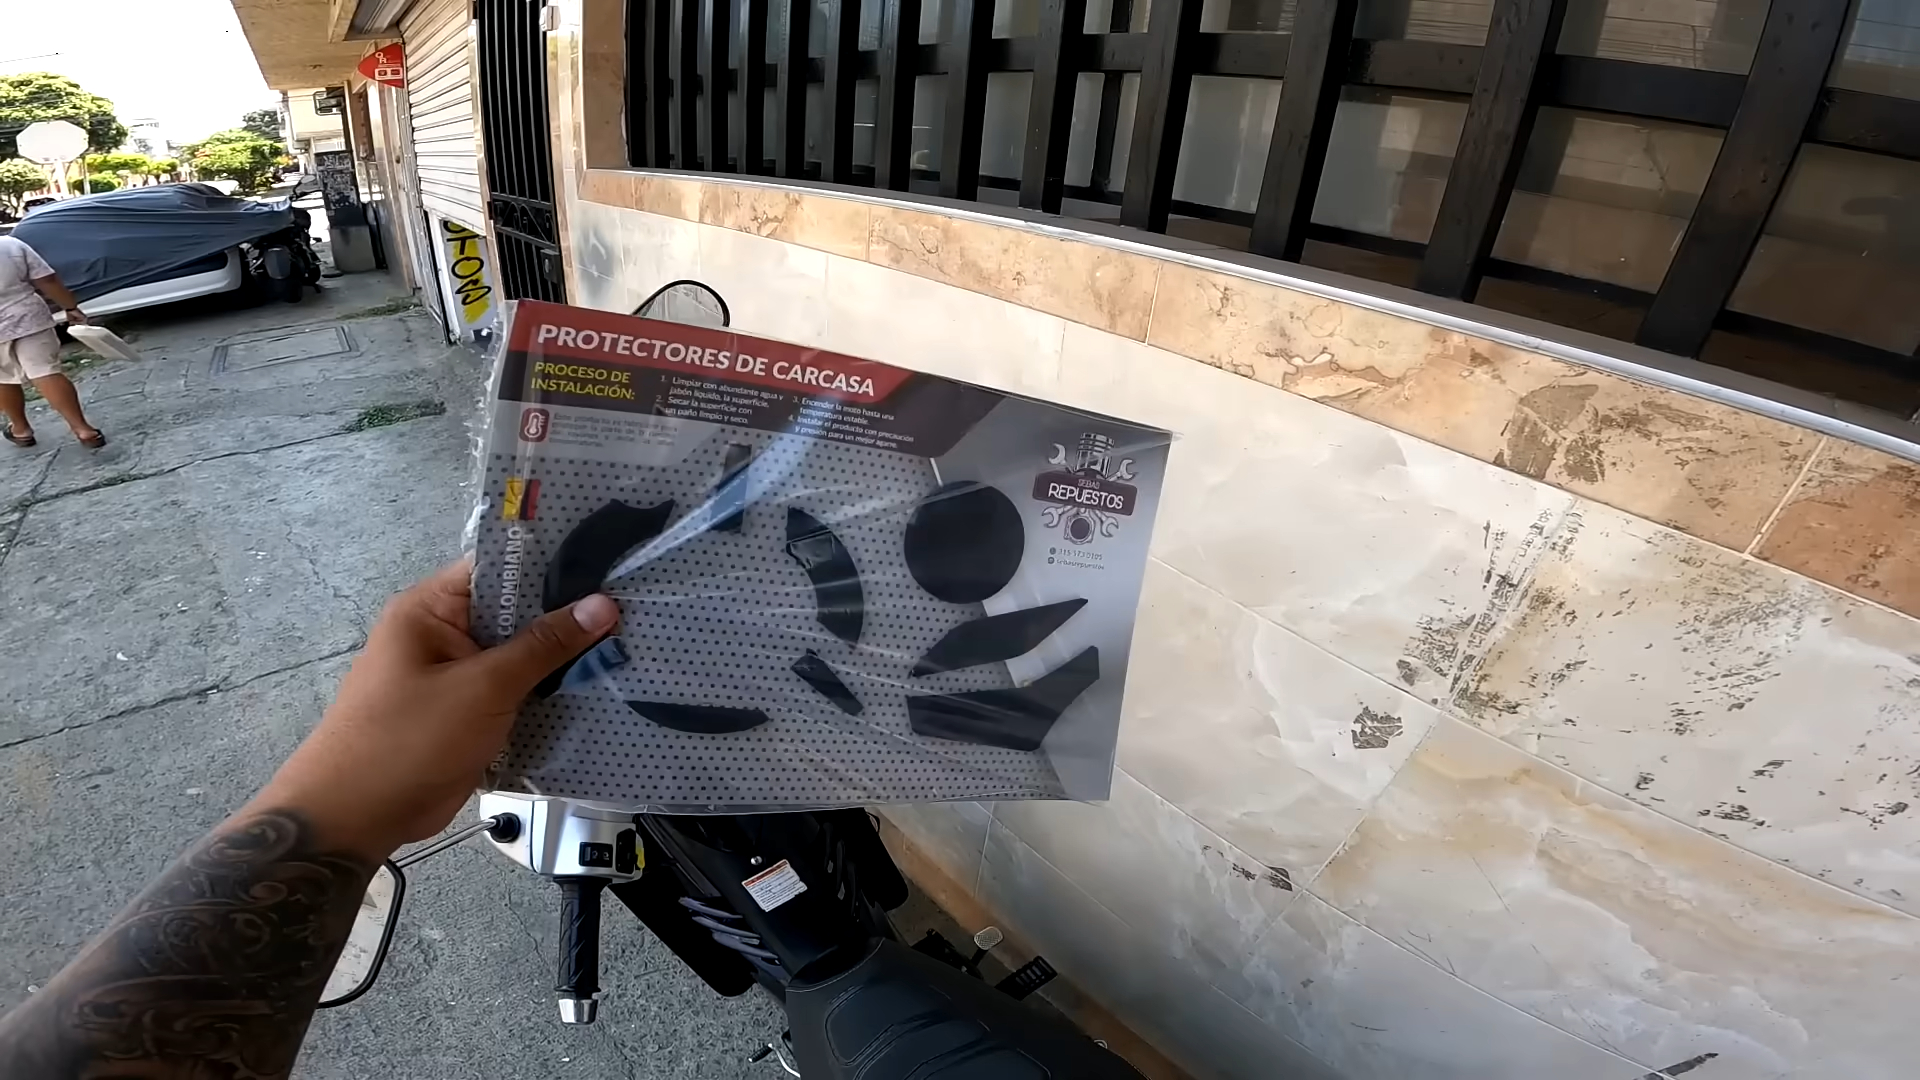 PROTECTORES DE CARCASA
PROCESO DE
INSTALACIÓN:
1. Limpiar con abundante agua y
jabón líquido, la superficie.
2. Secar la superficie con
un paño limpio y seco.
3. Encender la moto hasta una
temperatura estable.
4. Instalar el producto con precaución
y presión para un mejor agarre.
SEBAS
REPUESTOS
COLOMBIANO
TOS